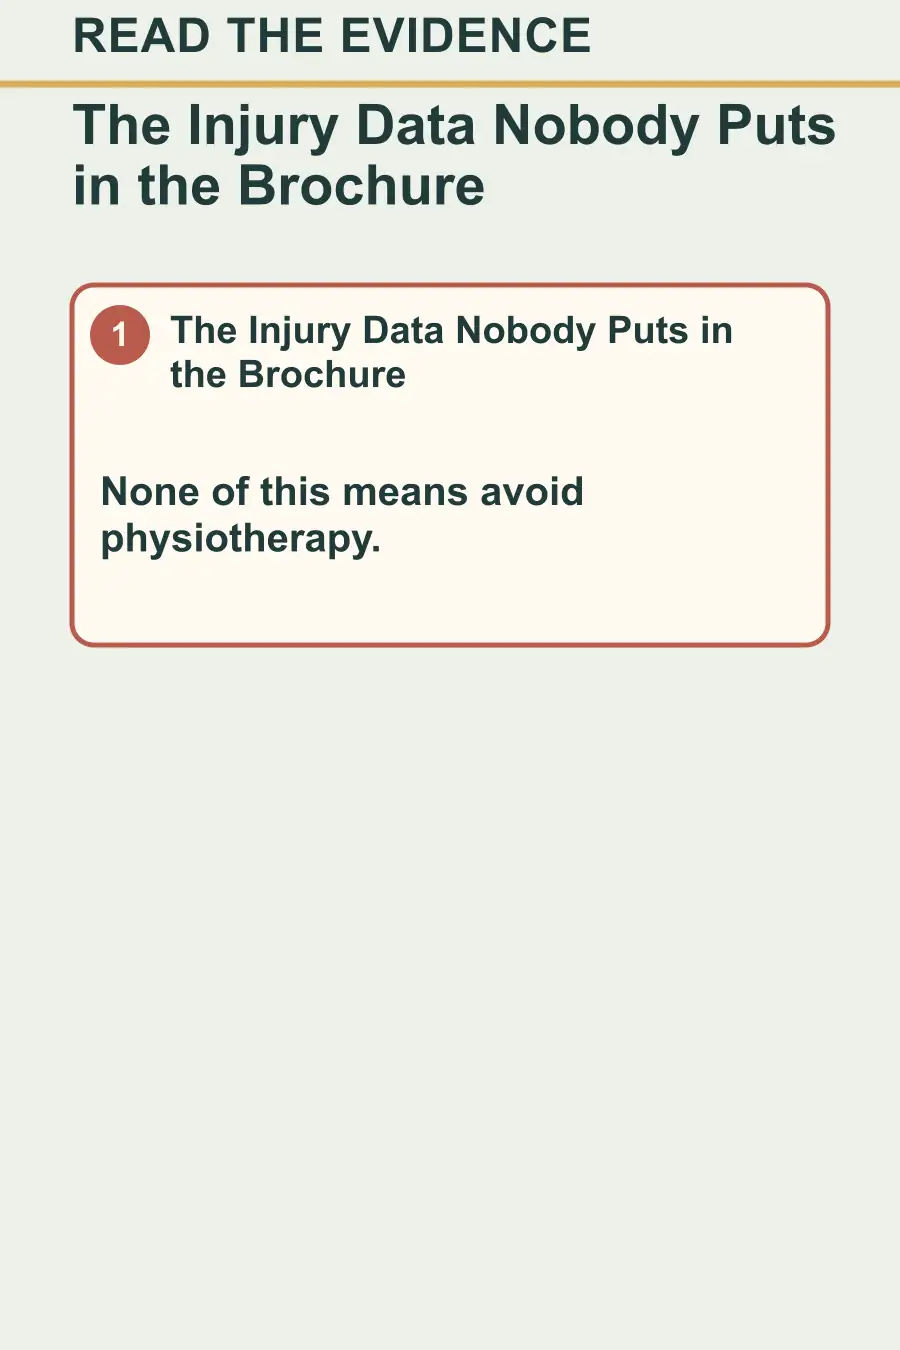 READ THE EVIDENCE
The Injury Data Nobody Puts
in the Brochure
1
The Injury Data Nobody Puts in
the Brochure
None of this means avoid
physiotherapy.